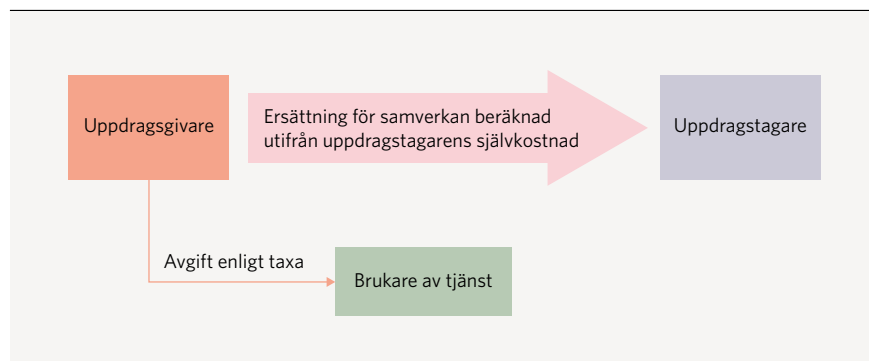 Uppdragsgivare
Ersättning för samverkan beräknad
utifrån uppdragstagarens självkostnad
Uppdragstagare
Avgift enligt taxa
Brukare av tjänst